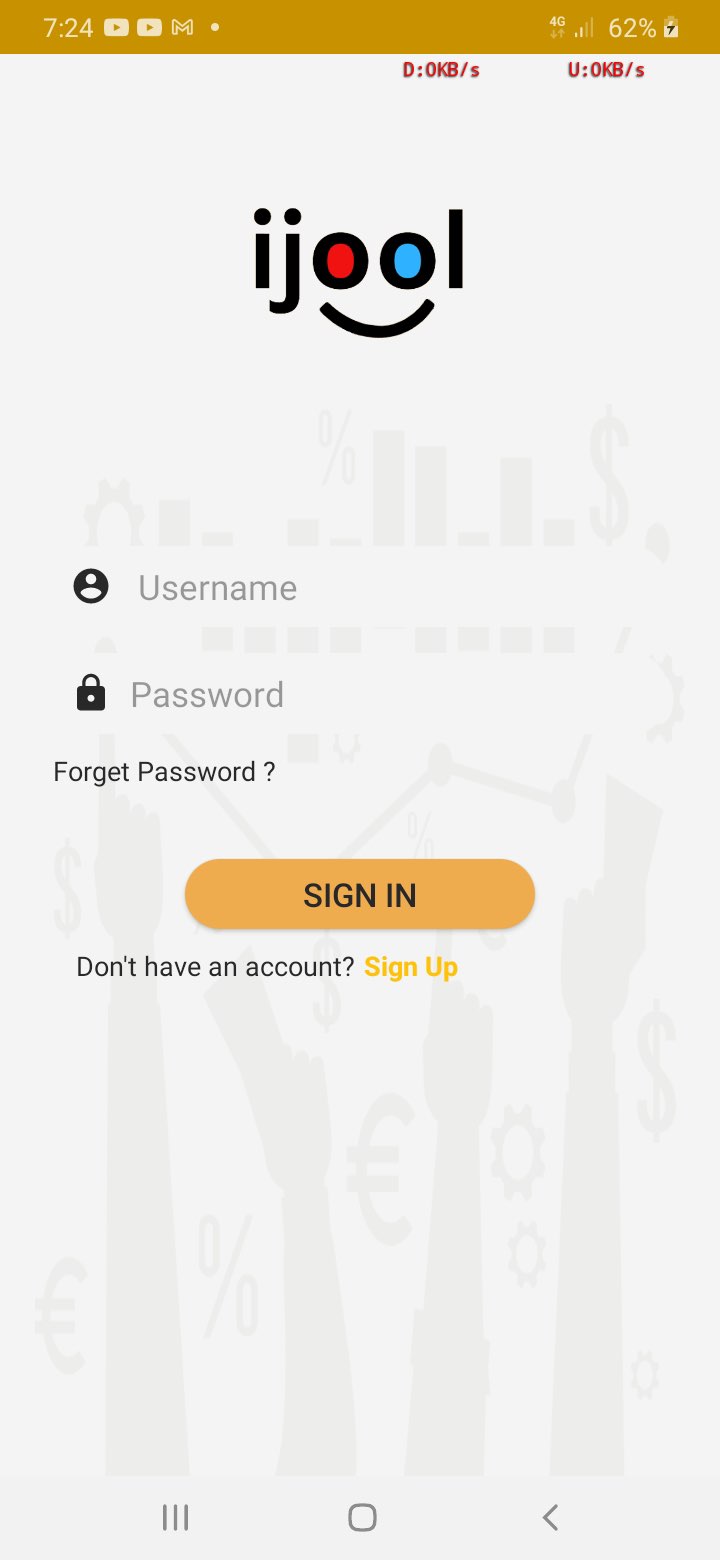 7:24
4G
62%
D:0KB/s U:0KB/s
ijool
%
$
Username
Password
Forget Password ?
%
$
SIGN IN
Don't have an account? Sign Up
$
$
€
%
€